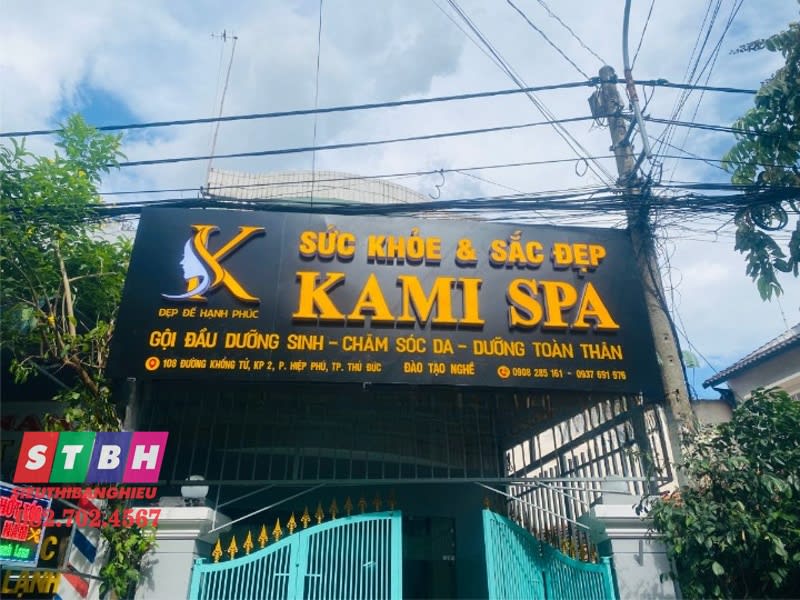 SỨC KHỎE & SẮC ĐẸP
K
KAMI SPA
ĐẸP ĐỂ HẠNH PHÚC
GỘI ĐẦU DƯỠNG SINH - CHĂM SÓC DA - DƯỠNG TOÀN THÂN
108 ĐƯỜNG KHỔNG TỬ, KP 2, P. HIỆP PHÚ, TP. THỦ ĐỨC ĐÀO TẠO NGHỀ 0908 285 161 - 0937 691 976
STBH
SIEUTHIBANGHIEU
.702.4567
LẠNH